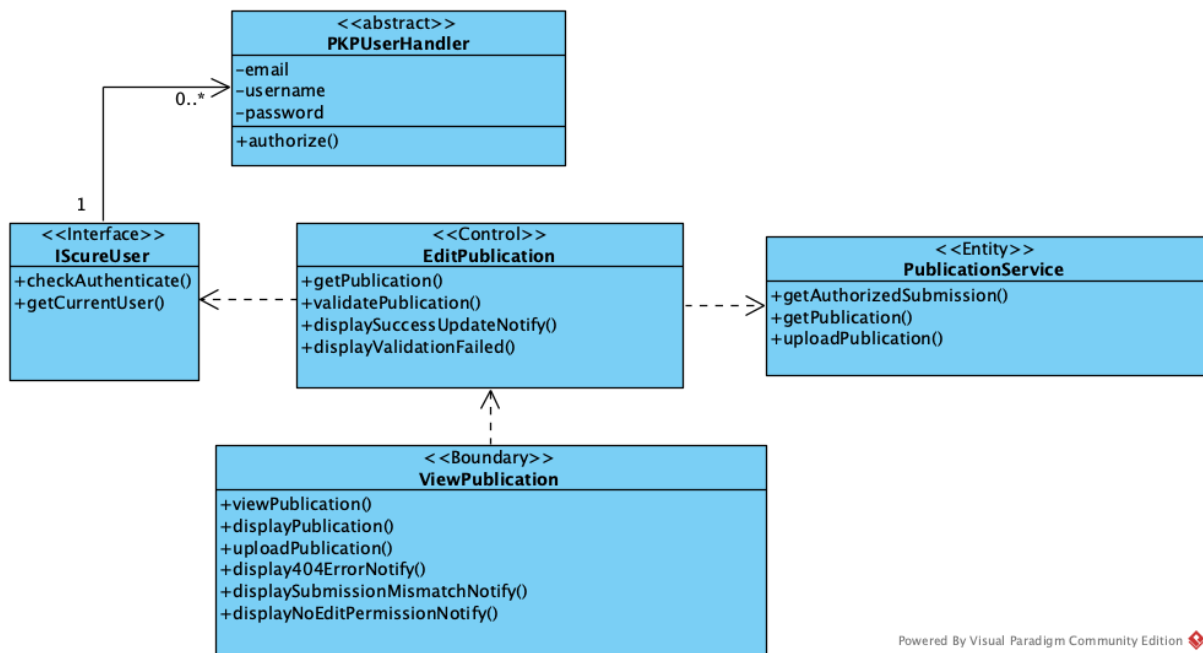 <<abstract>>
PKPUserHandler
-email
-username
-password
+authorize()
0..*
1
<<Interface>>
IScureUser
+checkAuthenticate()
+getCurrentUser()
<<Control>>
EditPublication
+getPublication()
+validatePublication()
+displaySuccessUpdateNotify()
+displayValidationFailed()
<<Entity>>
PublicationService
+getAuthorizedSubmission()
+getPublication()
+uploadPublication()
<<Boundary>>
ViewPublication
+viewPublication()
+displayPublication()
+uploadPublication()
+display404ErrorNotify()
+displaySubmissionMismatchNotify()
+displayNoEditPermissionNotify()
Powered By Visual Paradigm Community Edition